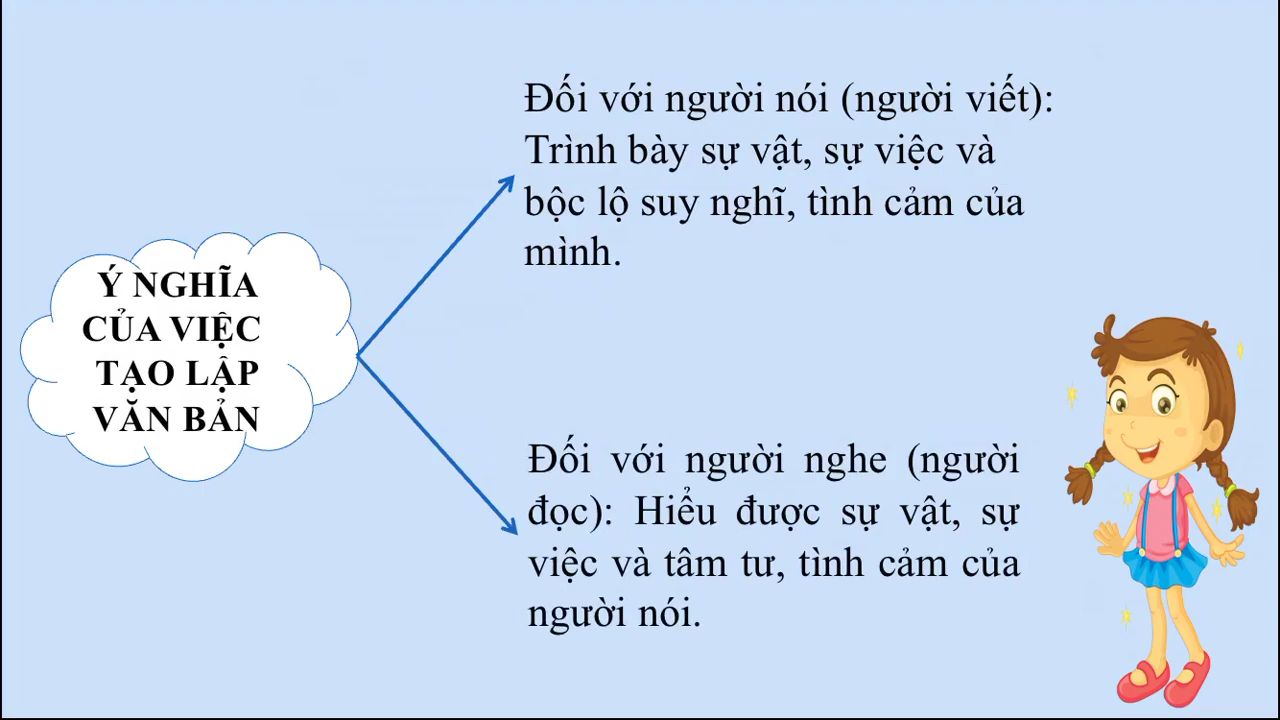 Ý NGHĨA
CỦA VIỆC
TẠO LẬP
VĂN BẢN
Đối với người nói (người viết):
Trình bày sự vật, sự việc và
bộc lộ suy nghĩ, tình cảm của
mình.
Đối với người nghe (người
đọc): Hiểu được sự vật, sự
việc và tâm tư, tình cảm của
người nói.